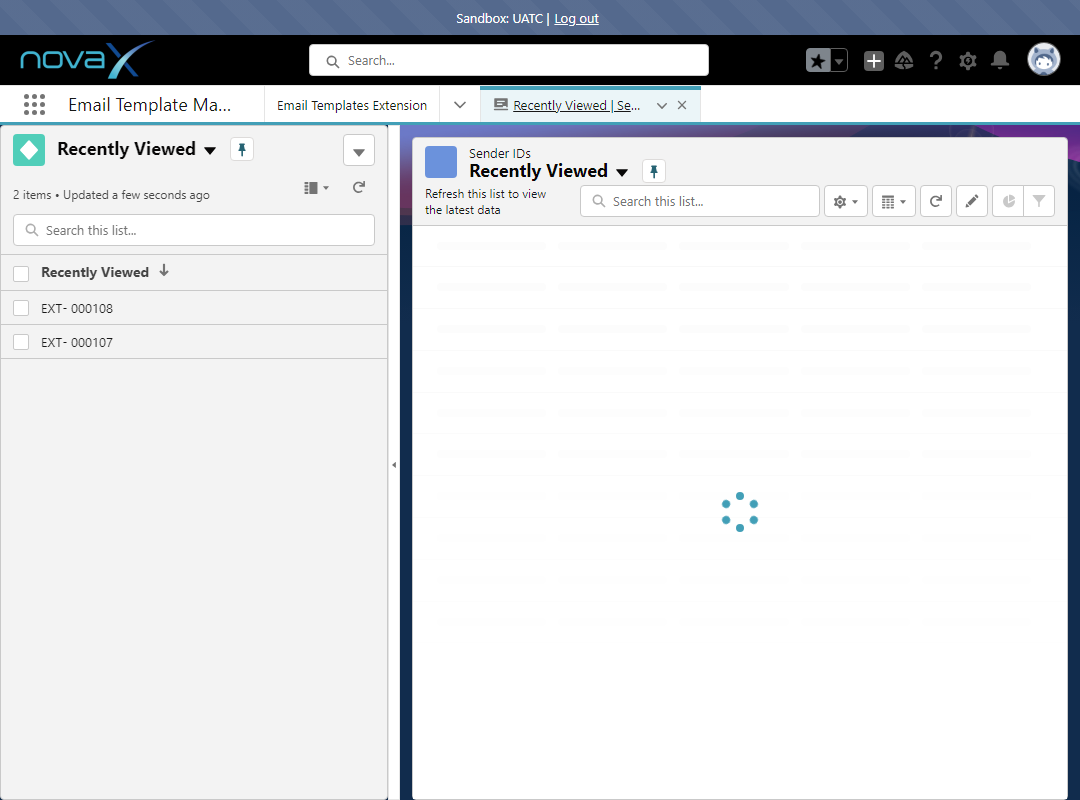 Sandbox: UATC | Log out
novaX
Search...
Email Template Ma...
Email Templates Extension
Recently Viewed | Se...
Recently Viewed
2 items • Updated a few seconds ago
Search this list...
Recently Viewed
EXT- 000108
EXT- 000107
Sender IDs
Recently Viewed
Refresh this list to view
the latest data
Search this list...